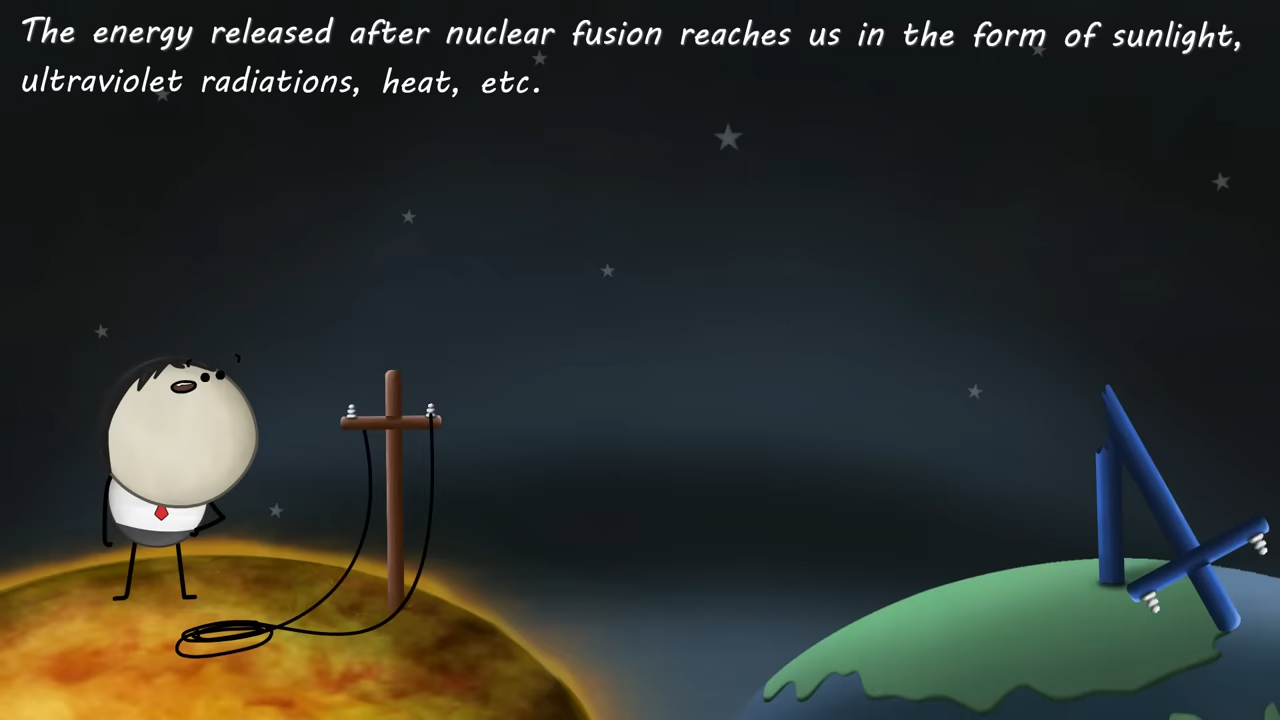 The energy released after nuclear fusion reaches us in the form of sunlight,
ultraviolet radiations, heat, etc.